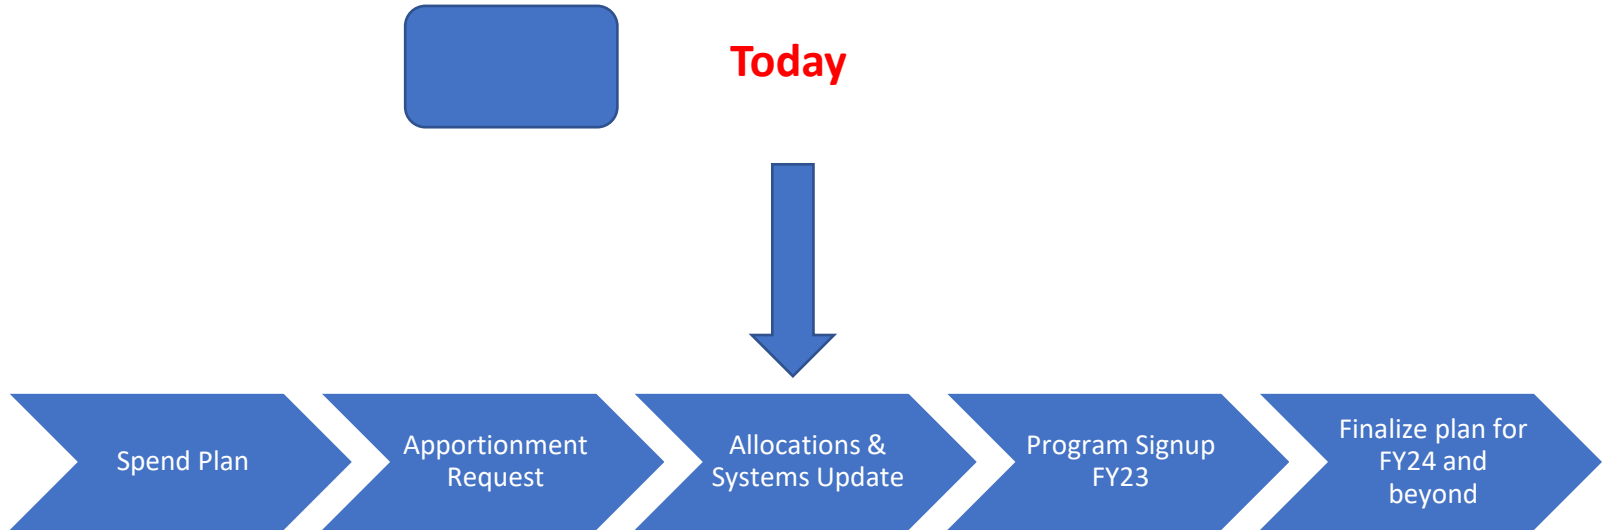 Today
Spend Plan
Apportionment
Request
Allocations &
Systems Update
Program Signup
FY23
Finalize plan for
FY24 and
beyond